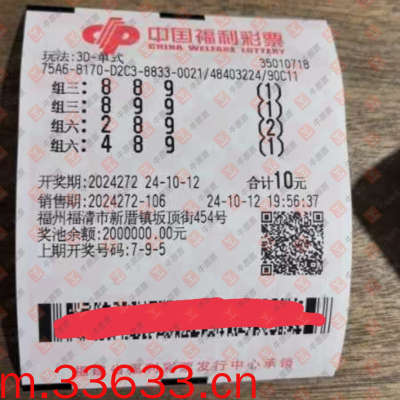 中国福利彩票
CHINA WELFARE LOTTERY
玩法:3D-单式 35010718
75A6-8170-D2C3-8833-0021/48403224/90C11
组三: 8 8 9 (1)
组三: 8 9 9 (1)
组六: 2 8 9 (2)
组六: 4 8 9 (1)
开奖期:2024272 24-10-12 合计10元
销售期:2024272-106 24-10-12 19:56:37
福州福清市新厝镇坂顶街454号
奖池余额:2000000.00元
上期开奖号码:7-9-5
发行中心承销
m.33633.cn